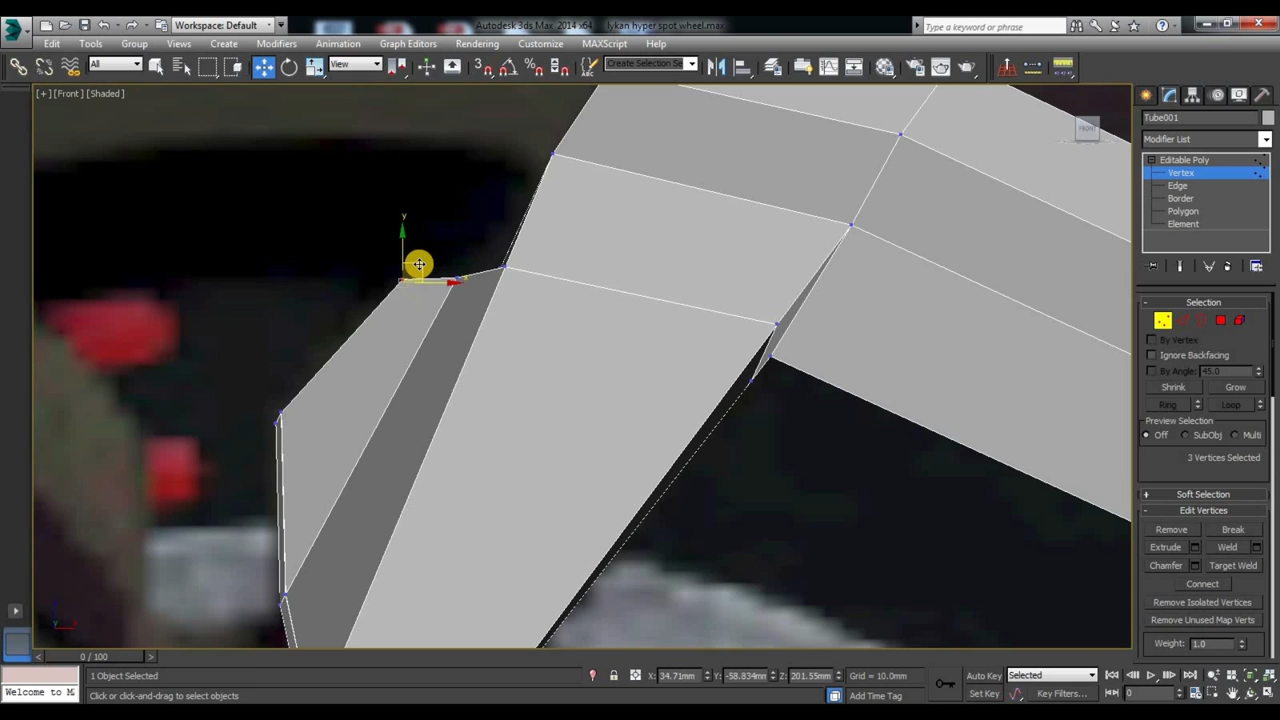 Workspace: Default
Autodesk 3ds Max 2014 x64
lykan hyper spot wheel.max
Type a keyword or phrase
Edit Tools Group Views Create Modifiers Animation Graph Editors Rendering Customize MAXScript Help
All
View
Create Selection Se
[ + ] [Front ] [Shaded ]
FRONT
y
Tube001
Modifier List
Editable Poly
Vertex
Edge
Border
Polygon
Element
- Selection
By Vertex
Ignore Backfacing
By Angle: 45.0
Shrink Grow
Ring Loop
Preview Selection
Off SubObj Multi
3 Vertices Selected
+ Soft Selection
- Edit Vertices
Remove Break
Extrude Weld
Chamfer Target Weld
Connect
Remove Isolated Vertices
Remove Unused Map Verts
Weight: 1.0
0 / 100
1 Object Selected
X: 34.71mm Y: -58.834mm Z: 201.55mm Grid = 10.0mm
Auto Key Selected
Welcome to M
Click or click-and-drag to select objects
Add Time Tag
Set Key Key Filters... 0